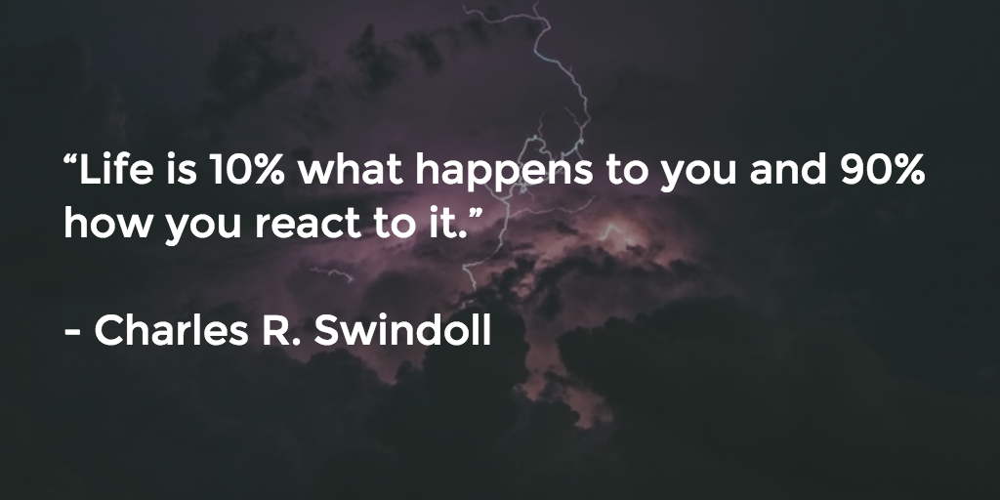 “Life is 10% what happens to you and 90%
how you react to it.”
- Charles R. Swindoll